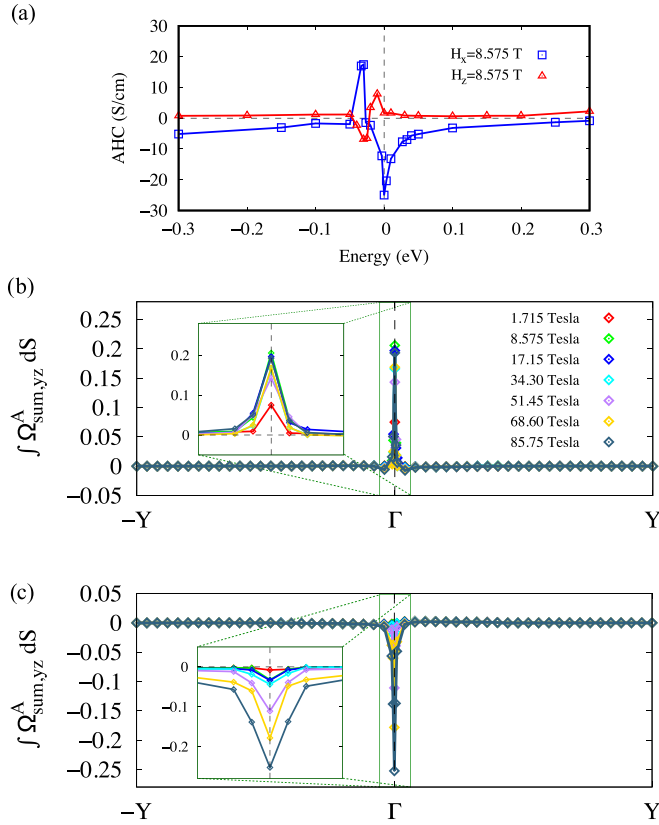 (a)
30
20
10
0
−10
−20
−30
AHC (S/cm)
Hx=8.575 T
Hz=8.575 T
−0.3 −0.2 −0.1 0 0.1 0.2 0.3
Energy (eV)
(b)
0.25
0.20
0.15
0.10
0.05
0
−0.05
∫ Ω^A_sum,yz dS
0.2
0.1
0
1.715 Tesla
8.575 Tesla
17.15 Tesla
34.30 Tesla
51.45 Tesla
68.60 Tesla
85.75 Tesla
−Y Γ Y
(c)
0.05
0
−0.05
−0.1
−0.15
−0.2
−0.25
∫ Ω^A_sum,yz dS
0
−0.1
−0.2
−Y Γ Y